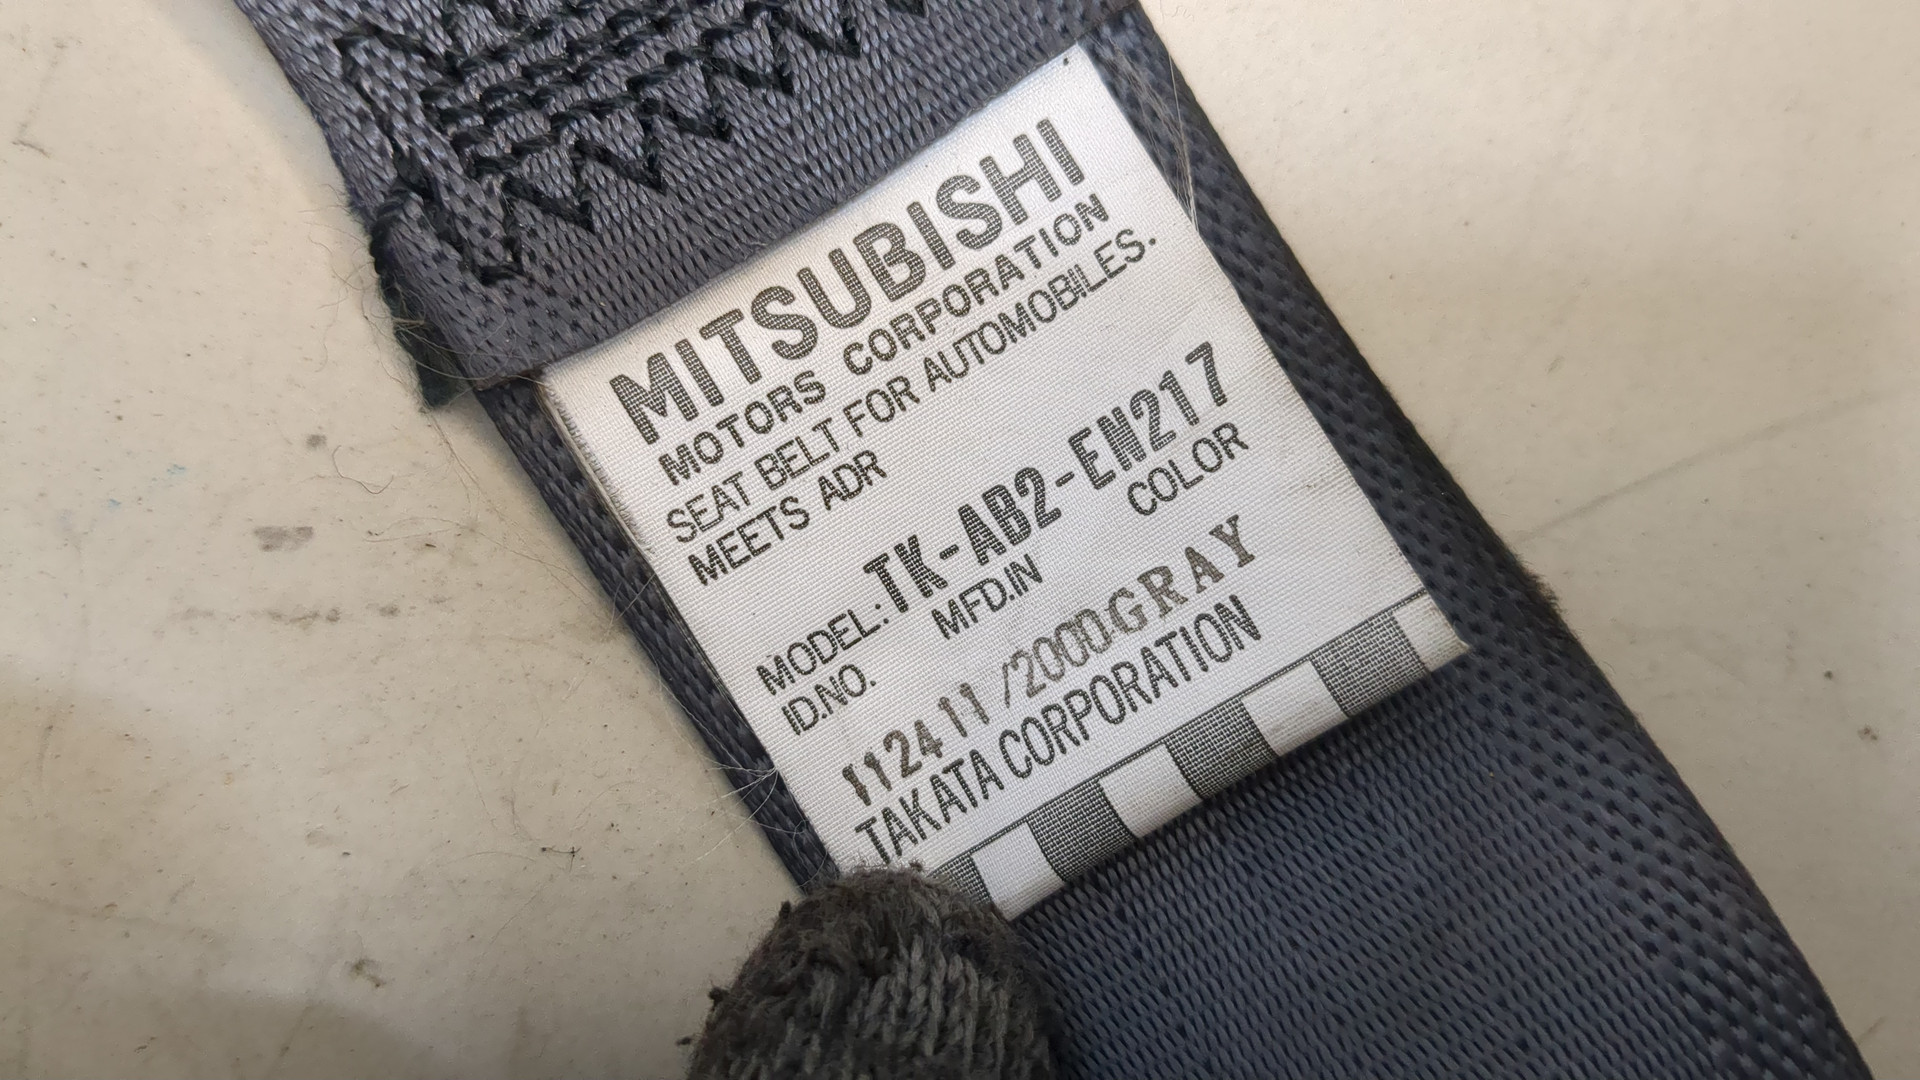 MITSUBISHI
MOTORS CORPORATION
SEAT BELT FOR AUTOMOBILES.
MEETS ADR
MODEL: TK-AB2-EN217
ID.NO. MFD.IN COLOR
1124 11 /2000 GRAY
TAKATA CORPORATION